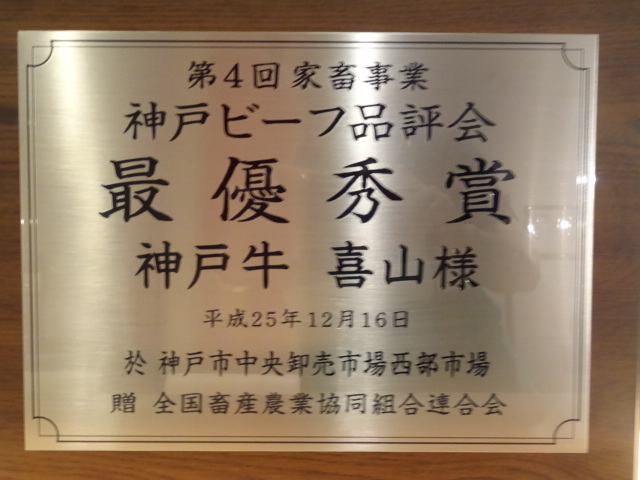 第4回家畜事業
神戸ビーフ品評会
最優秀賞
神戸牛 喜山様
平成25年12月16日
於 神戸市中央卸売市場西部市場
贈 全国畜産農業協同組合連合会